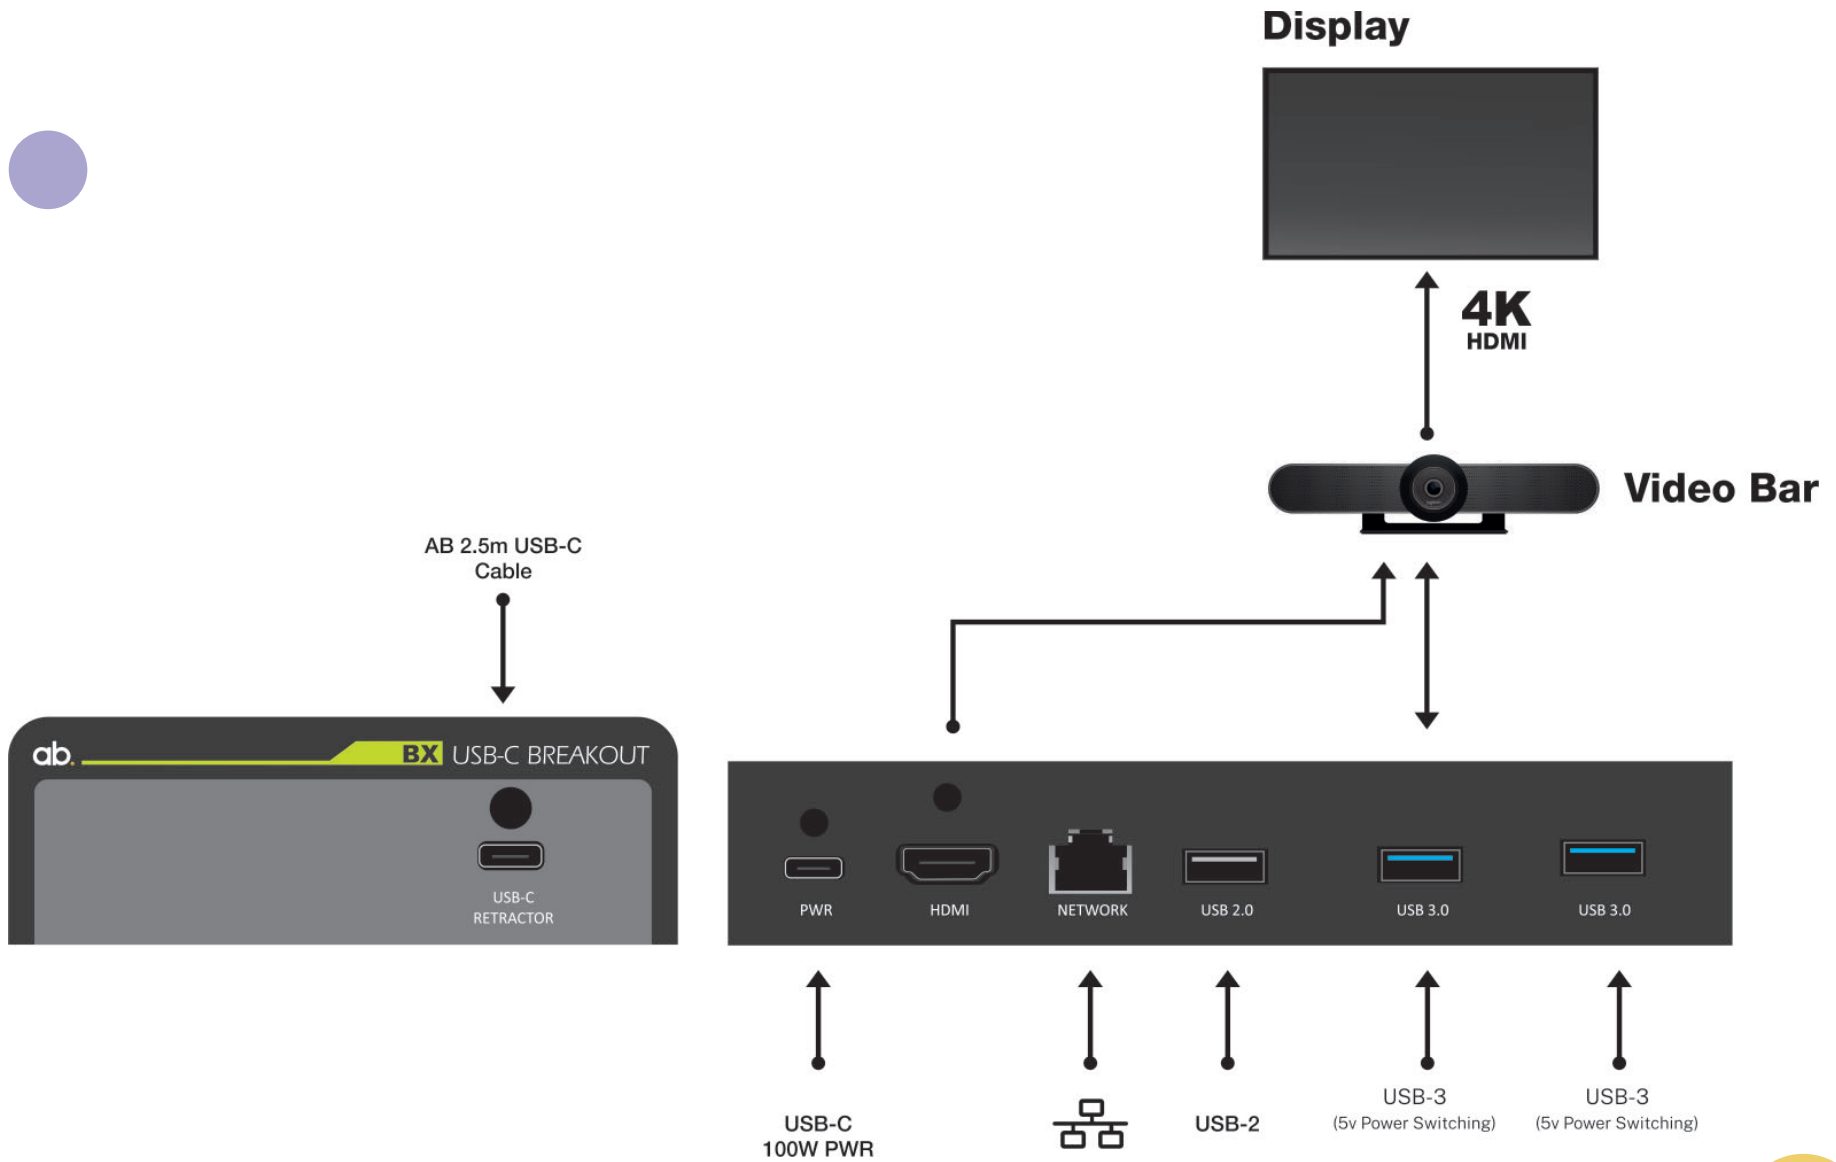 Display
4K
HDMI
Video Bar
AB 2.5m USB-C
Cable
ab.
BX USB-C BREAKOUT
USB-C
RETRACTOR
PWR
HDMI
NETWORK
USB 2.0
USB 3.0
USB 3.0
USB-C
100W PWR
USB-2
USB-3
(5v Power Switching)
USB-3
(5v Power Switching)